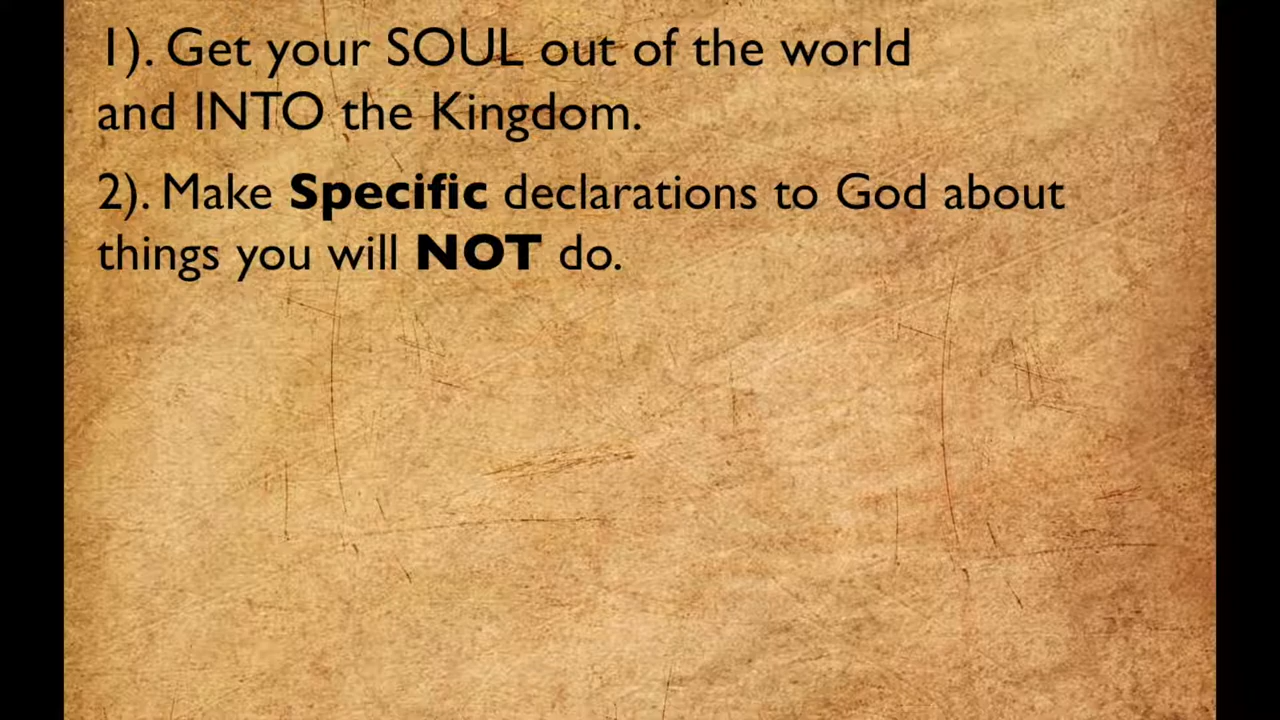 1). Get your SOUL out of the world
and INTO the Kingdom.
2). Make Specific declarations to God about
things you will NOT do.